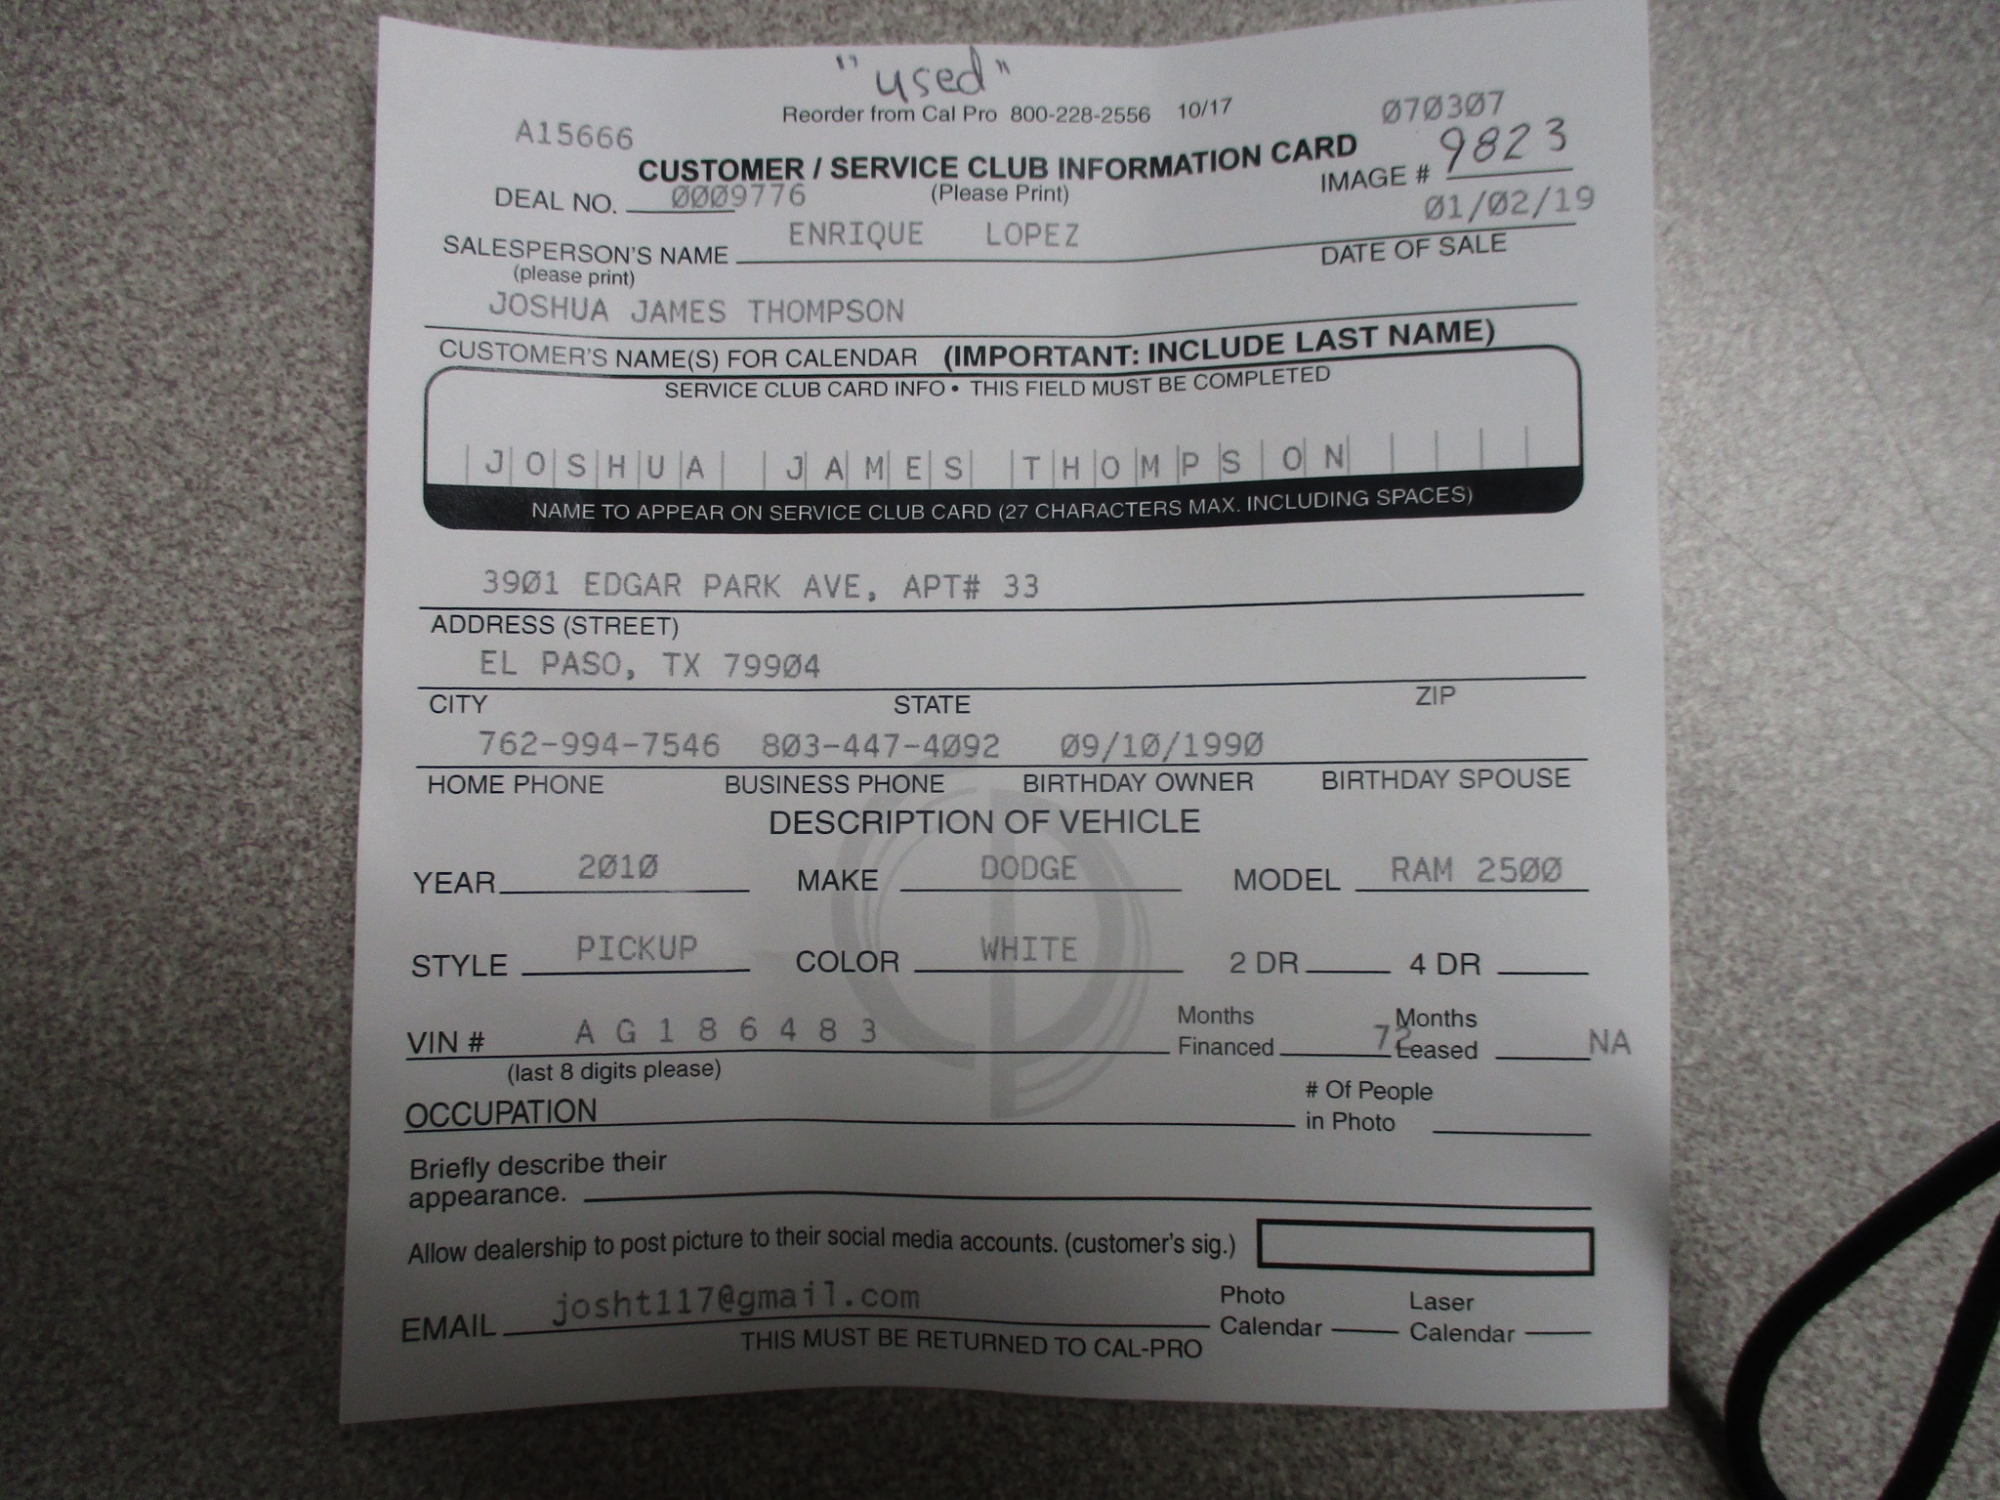 "used"
Reorder from Cal Pro 800-228-2556 10/17
A15666 070307
CUSTOMER / SERVICE CLUB INFORMATION CARD
IMAGE # 9823
DEAL NO. 0009776 (Please Print)
01/02/19
SALESPERSON'S NAME ENRIQUE LOPEZ DATE OF SALE
(please print)
JOSHUA JAMES THOMPSON
CUSTOMER'S NAME(S) FOR CALENDAR (IMPORTANT: INCLUDE LAST NAME)
SERVICE CLUB CARD INFO • THIS FIELD MUST BE COMPLETED
JOSHUA JAMES THOMPSON
NAME TO APPEAR ON SERVICE CLUB CARD (27 CHARACTERS MAX. INCLUDING SPACES)
3901 EDGAR PARK AVE, APT# 33
ADDRESS (STREET)
EL PASO, TX 79904
CITY STATE ZIP
762-994-7546 803-447-4092 09/10/1990
HOME PHONE BUSINESS PHONE BIRTHDAY OWNER BIRTHDAY SPOUSE
DESCRIPTION OF VEHICLE
YEAR 2010 MAKE DODGE MODEL RAM 2500
STYLE PICKUP COLOR WHITE 2 DR 4 DR
VIN # A G 1 8 6 4 8 3 Months Financed 72 Months Leased NA
(last 8 digits please)
OCCUPATION # Of People in Photo
Briefly describe their
appearance.
Allow dealership to post picture to their social media accounts. (customer's sig.)
EMAIL josht117@gmail.com Photo Calendar Laser Calendar
THIS MUST BE RETURNED TO CAL-PRO